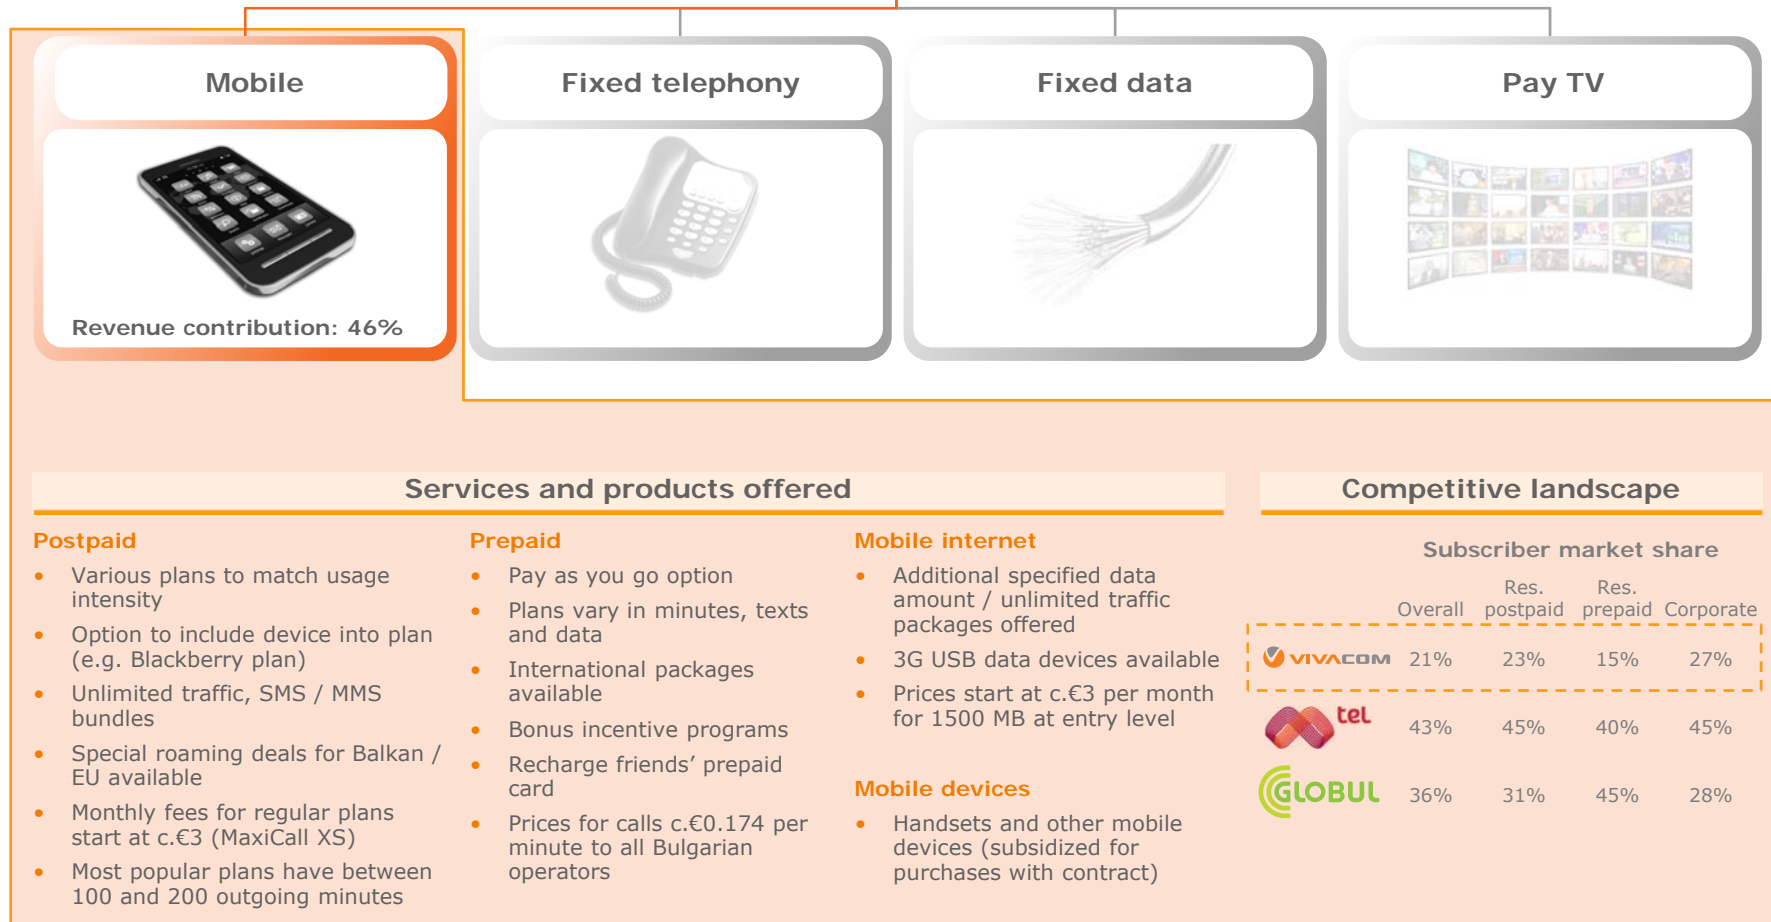 Mobile
Fixed telephony
Fixed data
Pay TV
Revenue contribution: 46%
Services and products offered
Postpaid
• Various plans to match usage
intensity
• Option to include device into plan
(e.g. Blackberry plan)
• Unlimited traffic, SMS / MMS
bundles
• Special roaming deals for Balkan /
EU available
• Monthly fees for regular plans
start at c.€3 (MaxiCall XS)
• Most popular plans have between
100 and 200 outgoing minutes
Prepaid
• Pay as you go option
• Plans vary in minutes, texts
and data
• International packages
available
• Bonus incentive programs
• Recharge friends’ prepaid
card
• Prices for calls c.€0.174 per
minute to all Bulgarian
operators
Mobile internet
• Additional specified data
amount / unlimited traffic
packages offered
• 3G USB data devices available
• Prices start at c.€3 per month
for 1500 MB at entry level
Mobile devices
• Handsets and other mobile
devices (subsidized for
purchases with contract)
Competitive landscape
Subscriber market share
Res. Res.
Overall postpaid prepaid Corporate
VIVACOM 21% 23% 15% 27%
tel 43% 45% 40% 45%
GLOBUL 36% 31% 45% 28%